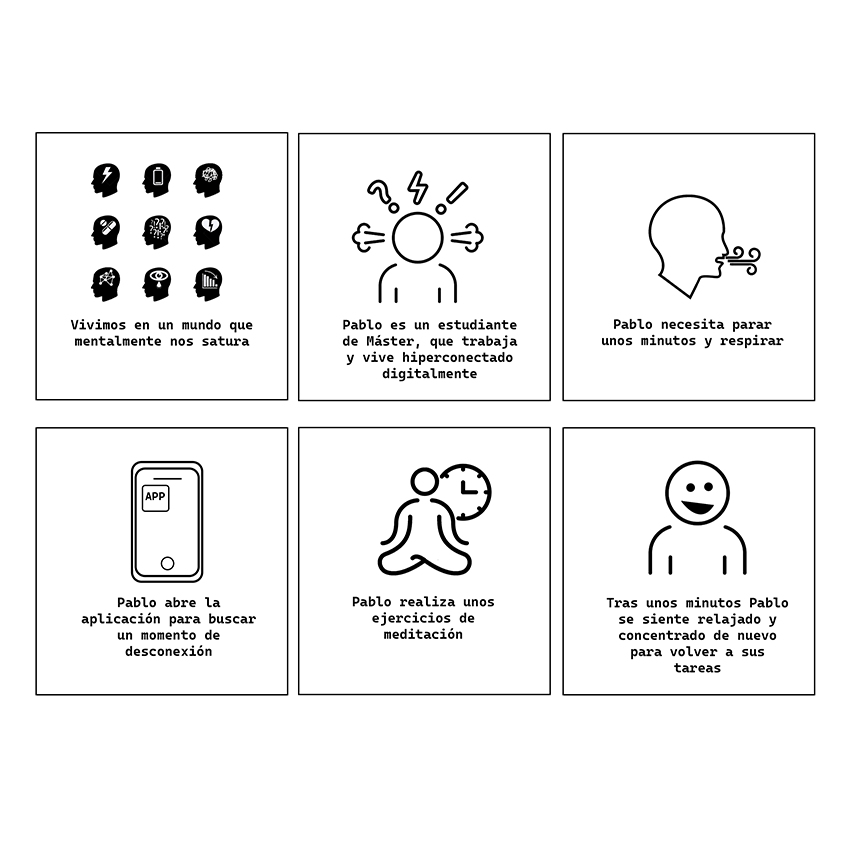 Vivimos en un mundo que
mentalmente nos satura
Pablo es un estudiante
de Máster, que trabaja
y vive hiperconectado
digitalmente
Pablo necesita parar
unos minutos y respirar
APP
Pablo abre la
aplicación para buscar
un momento de
desconexión
Pablo realiza unos
ejercicios de
meditación
Tras unos minutos Pablo
se siente relajado y
concentrado de nuevo
para volver a sus
tareas